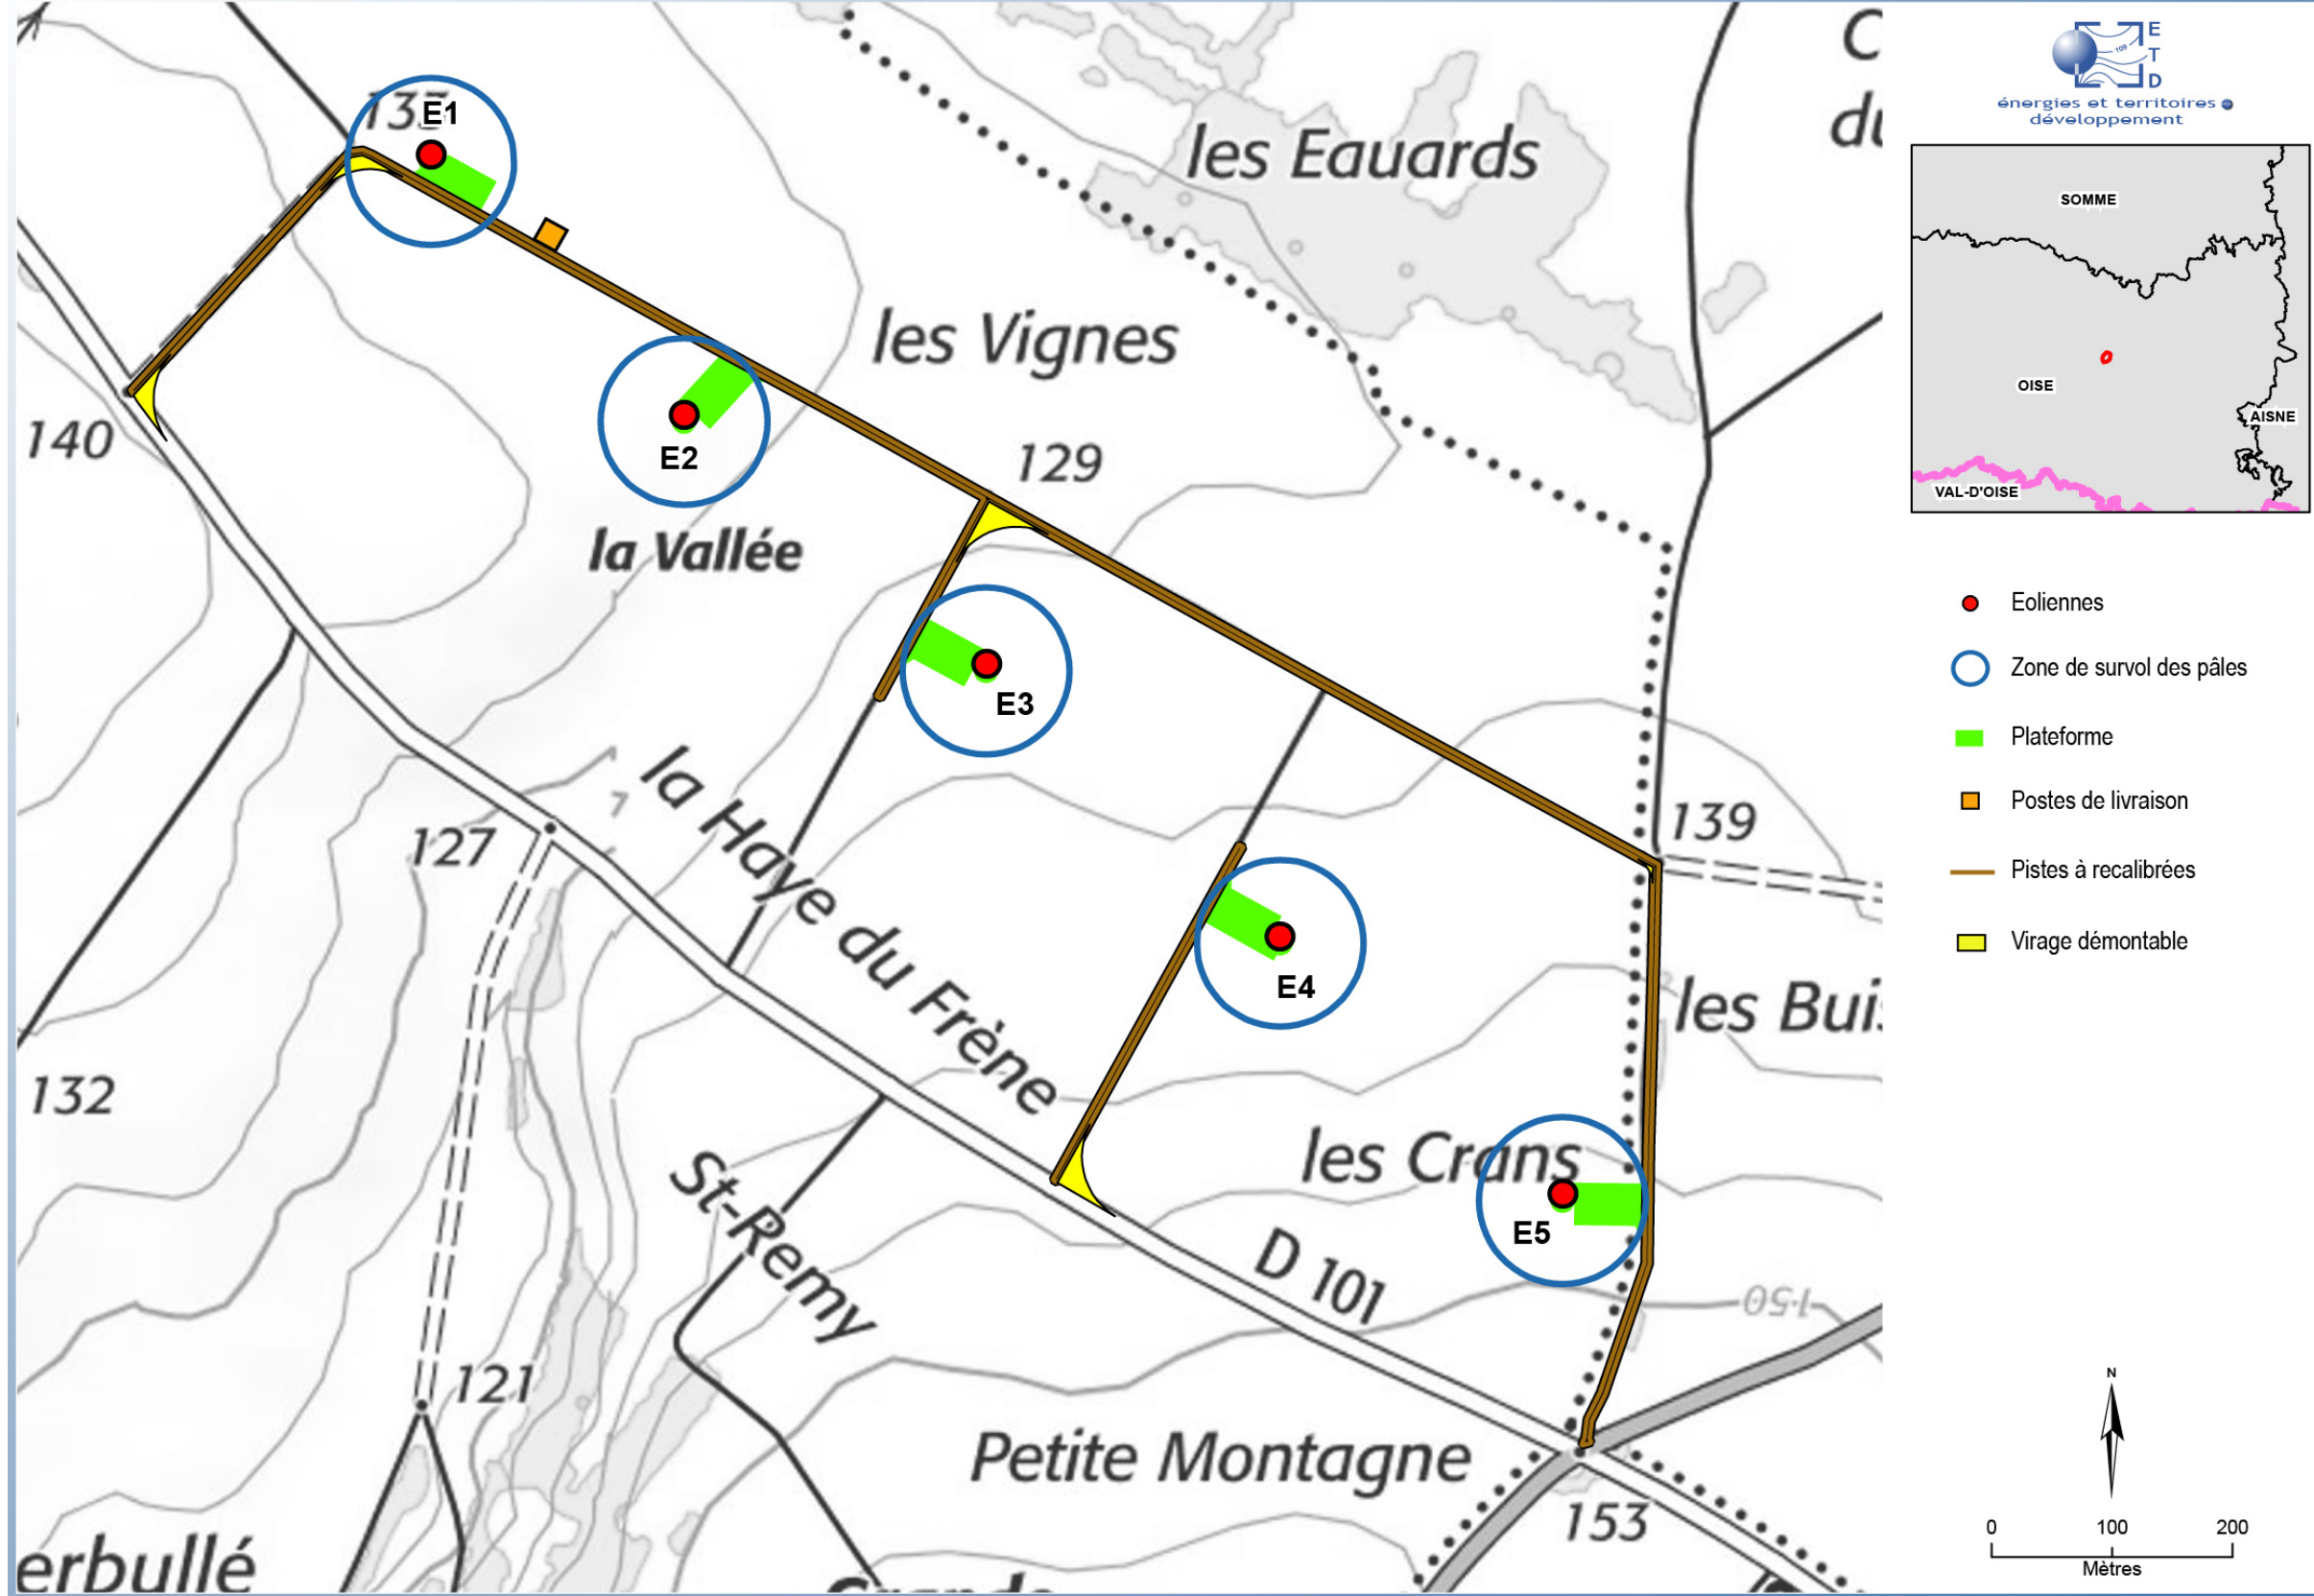 E
T
D
109
énergies et territoires
développement
E1
les Eauards
C
SOMME
OISE
AISNE
VAL-D'OISE
les Vignes
140
E2
129
la Vallée
Eoliennes
Zone de survol des pâles
Plateforme
Postes de livraison
Pistes à recalibrées
Virage démontable
E3
la Haye du Frène
127
139
E4
les Bui
132
les Crans
E5
St-Remy
D 101
150
121
Petite Montagne
153
erbullé
N
0 100 200
Mètres